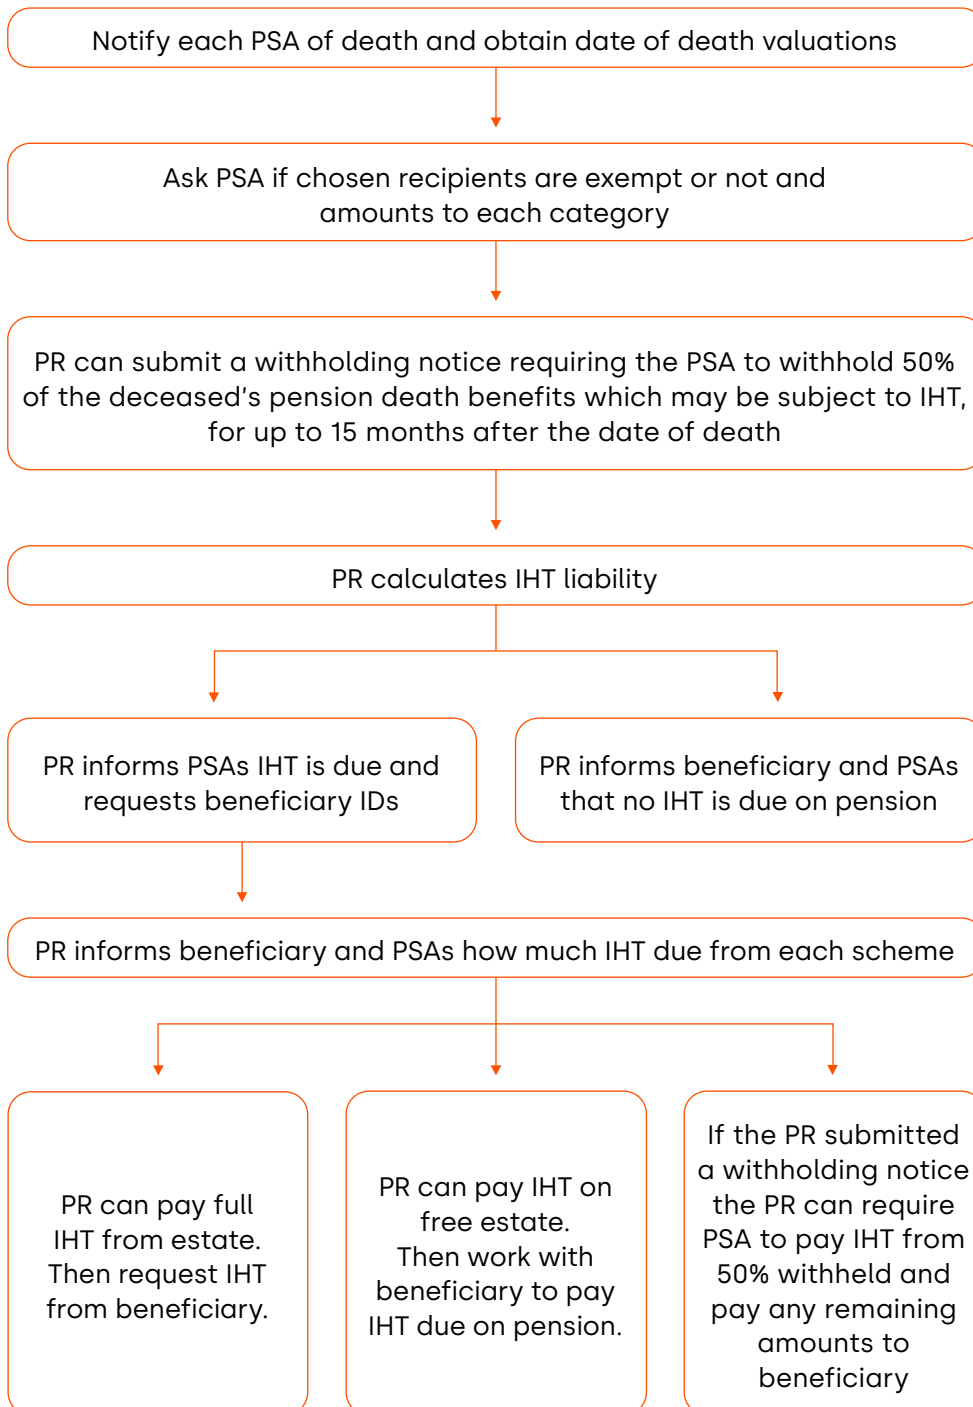 Notify each PSA of death and obtain date of death valuations
Ask PSA if chosen recipients are exempt or not and
amounts to each category
PR can submit a withholding notice requiring the PSA to withhold 50%
of the deceased’s pension death benefits which may be subject to IHT,
for up to 15 months after the date of death
PR calculates IHT liability
PR informs PSAs IHT is due and
requests beneficiary IDs
PR informs beneficiary and PSAs
that no IHT is due on pension
PR informs beneficiary and PSAs how much IHT due from each scheme
PR can pay full
IHT from estate.
Then request IHT
from beneficiary.
PR can pay IHT on
free estate.
Then work with
beneficiary to pay
IHT due on pension.
If the PR submitted
a withholding notice
the PR can require
PSA to pay IHT from
50% withheld and
pay any remaining
amounts to
beneficiary